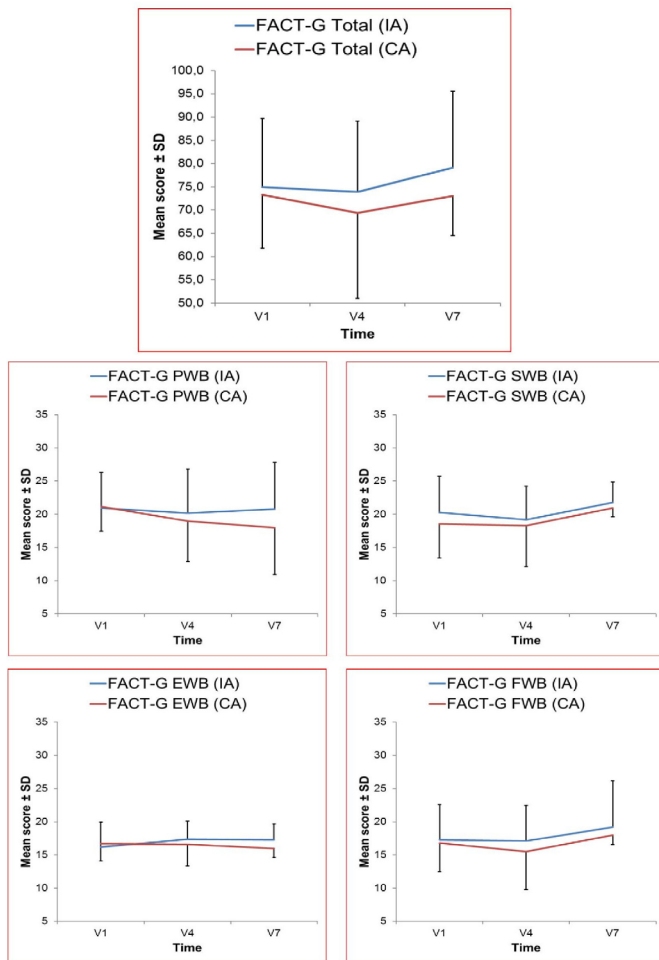 FACT-G Total (IA)
FACT-G Total (CA)
Mean score ± SD
100,0
95,0
90,0
85,0
80,0
75,0
70,0
65,0
60,0
55,0
50,0
V1 V4 V7
Time
FACT-G PWB (IA)
FACT-G PWB (CA)
Mean score ± SD
35
30
25
20
15
10
5
V1 V4 V7
Time
FACT-G SWB (IA)
FACT-G SWB (CA)
Mean score ± SD
35
30
25
20
15
10
5
V1 V4 V7
Time
FACT-G EWB (IA)
FACT-G EWB (CA)
Mean score ± SD
35
30
25
20
15
10
5
V1 V4 V7
Time
FACT-G FWB (IA)
FACT-G FWB (CA)
Mean score ± SD
35
30
25
20
15
10
5
V1 V4 V7
Time